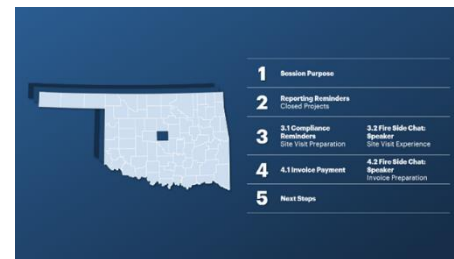 1
Session Purpose
2
Reporting Reminders
Closed Projects
3
3.1 Compliance
Reminders
Site Visit Preparation
3.2 Fire Side Chat:
Speaker
Site Visit Experience
4
4.1 Invoice Payment
4.2 Fire Side Chat:
Speaker
Invoice Preparation
5
Next Steps